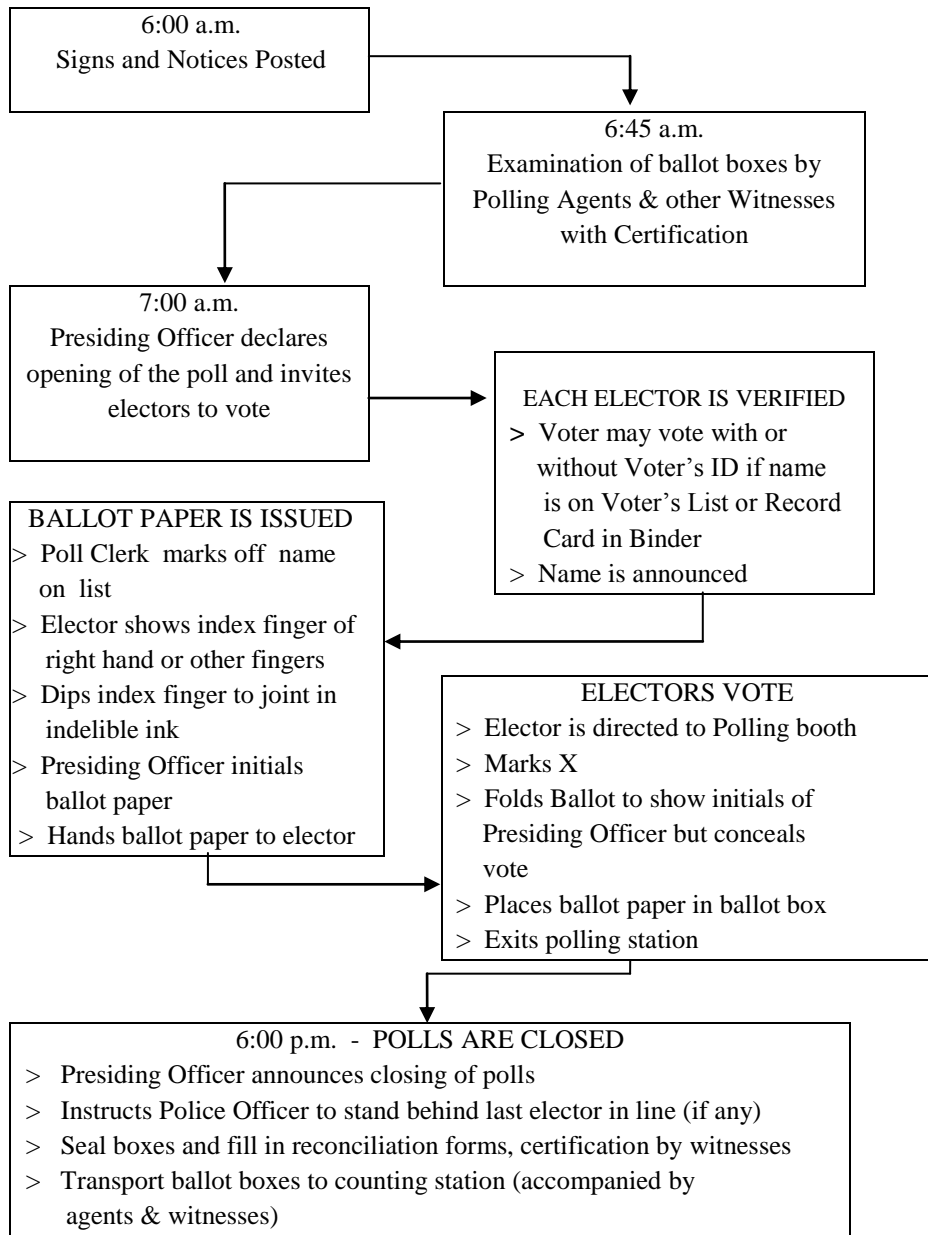 6:00 a.m.
Signs and Notices Posted
6:45 a.m.
Examination of ballot boxes by
Polling Agents & other Witnesses
with Certification
7:00 a.m.
Presiding Officer declares
opening of the poll and invites
electors to vote
EACH ELECTOR IS VERIFIED
> Voter may vote with or
without Voter’s ID if name
is on Voter’s List or Record
Card in Binder
> Name is announced
BALLOT PAPER IS ISSUED
> Poll Clerk marks off name
on list
> Elector shows index finger of
right hand or other fingers
> Dips index finger to joint in
indelible ink
> Presiding Officer initials
ballot paper
> Hands ballot paper to elector
ELECTORS VOTE
> Elector is directed to Polling booth
> Marks X
> Folds Ballot to show initials of
Presiding Officer but conceals
vote
> Places ballot paper in ballot box
> Exits polling station
6:00 p.m. - POLLS ARE CLOSED
> Presiding Officer announces closing of polls
> Instructs Police Officer to stand behind last elector in line (if any)
> Seal boxes and fill in reconciliation forms, certification by witnesses
> Transport ballot boxes to counting station (accompanied by
agents & witnesses)